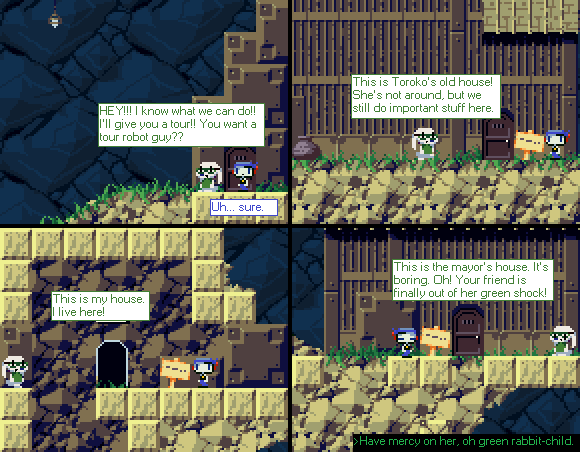 HEY!!! I know what we can do!!
I'll give you a tour!! You want a
tour robot guy??
Uh... sure.
This is Toroko's old house!
She's not around, but we
still do important stuff here.
This is my house.
I live here!
This is the mayor's house. It's
boring. Oh! Your friend is
finally out of her green shock!
>Have mercy on her, oh green rabbit-child.